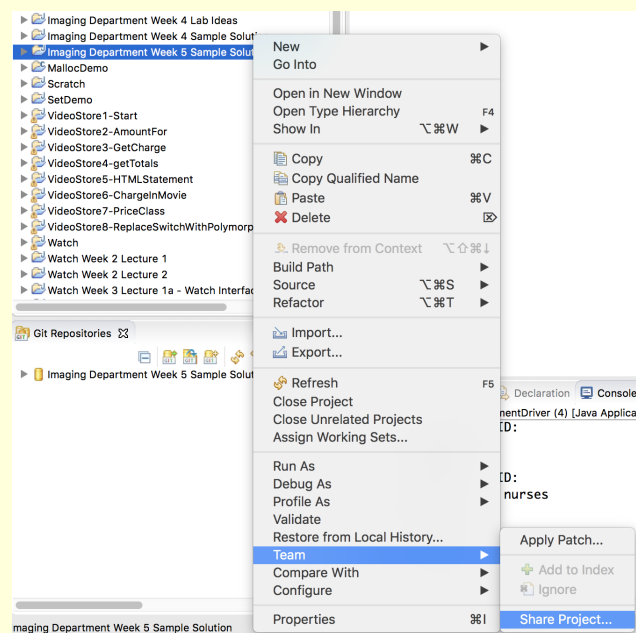 Imaging Department Week 4 Lab Ideas
Imaging Department Week 4 Sample Solut
Imaging Department Week 5 Sample Solut
MallocDemo
Scratch
SetDemo
VideoStore1-Start
VideoStore2-AmountFor
VideoStore3-GetCharge
VideoStore4-getTotals
VideoStore5-HTMLStatement
VideoStore6-ChargeInMovie
VideoStore7-PriceClass
VideoStore8-ReplaceSwitchWithPolymorp
Watch
Watch Week 2 Lecture 1
Watch Week 2 Lecture 2
Watch Week 3 Lecture 1a - Watch Interfac
Git Repositories
Imaging Department Week 5 Sample Solut
maging Department Week 5 Sample Solution
New
Go Into
Open in New Window
Open Type Hierarchy F4
Show In ⌥⌘W
Copy ⌘C
Copy Qualified Name
Paste ⌘V
Delete ⌦
Remove from Context ⌥⇧⌘↓
Build Path
Source ⌥⌘S
Refactor ⌥⌘T
Import...
Export...
Refresh F5
Close Project
Close Unrelated Projects
Assign Working Sets...
Run As
Debug As
Profile As
Validate
Restore from Local History...
Team
Compare With
Configure
Properties ⌘I
Declaration Console
mentDriver (4) [Java Applica
ID:
ID:
nurses
Apply Patch...
Add to Index
Ignore
Share Project...